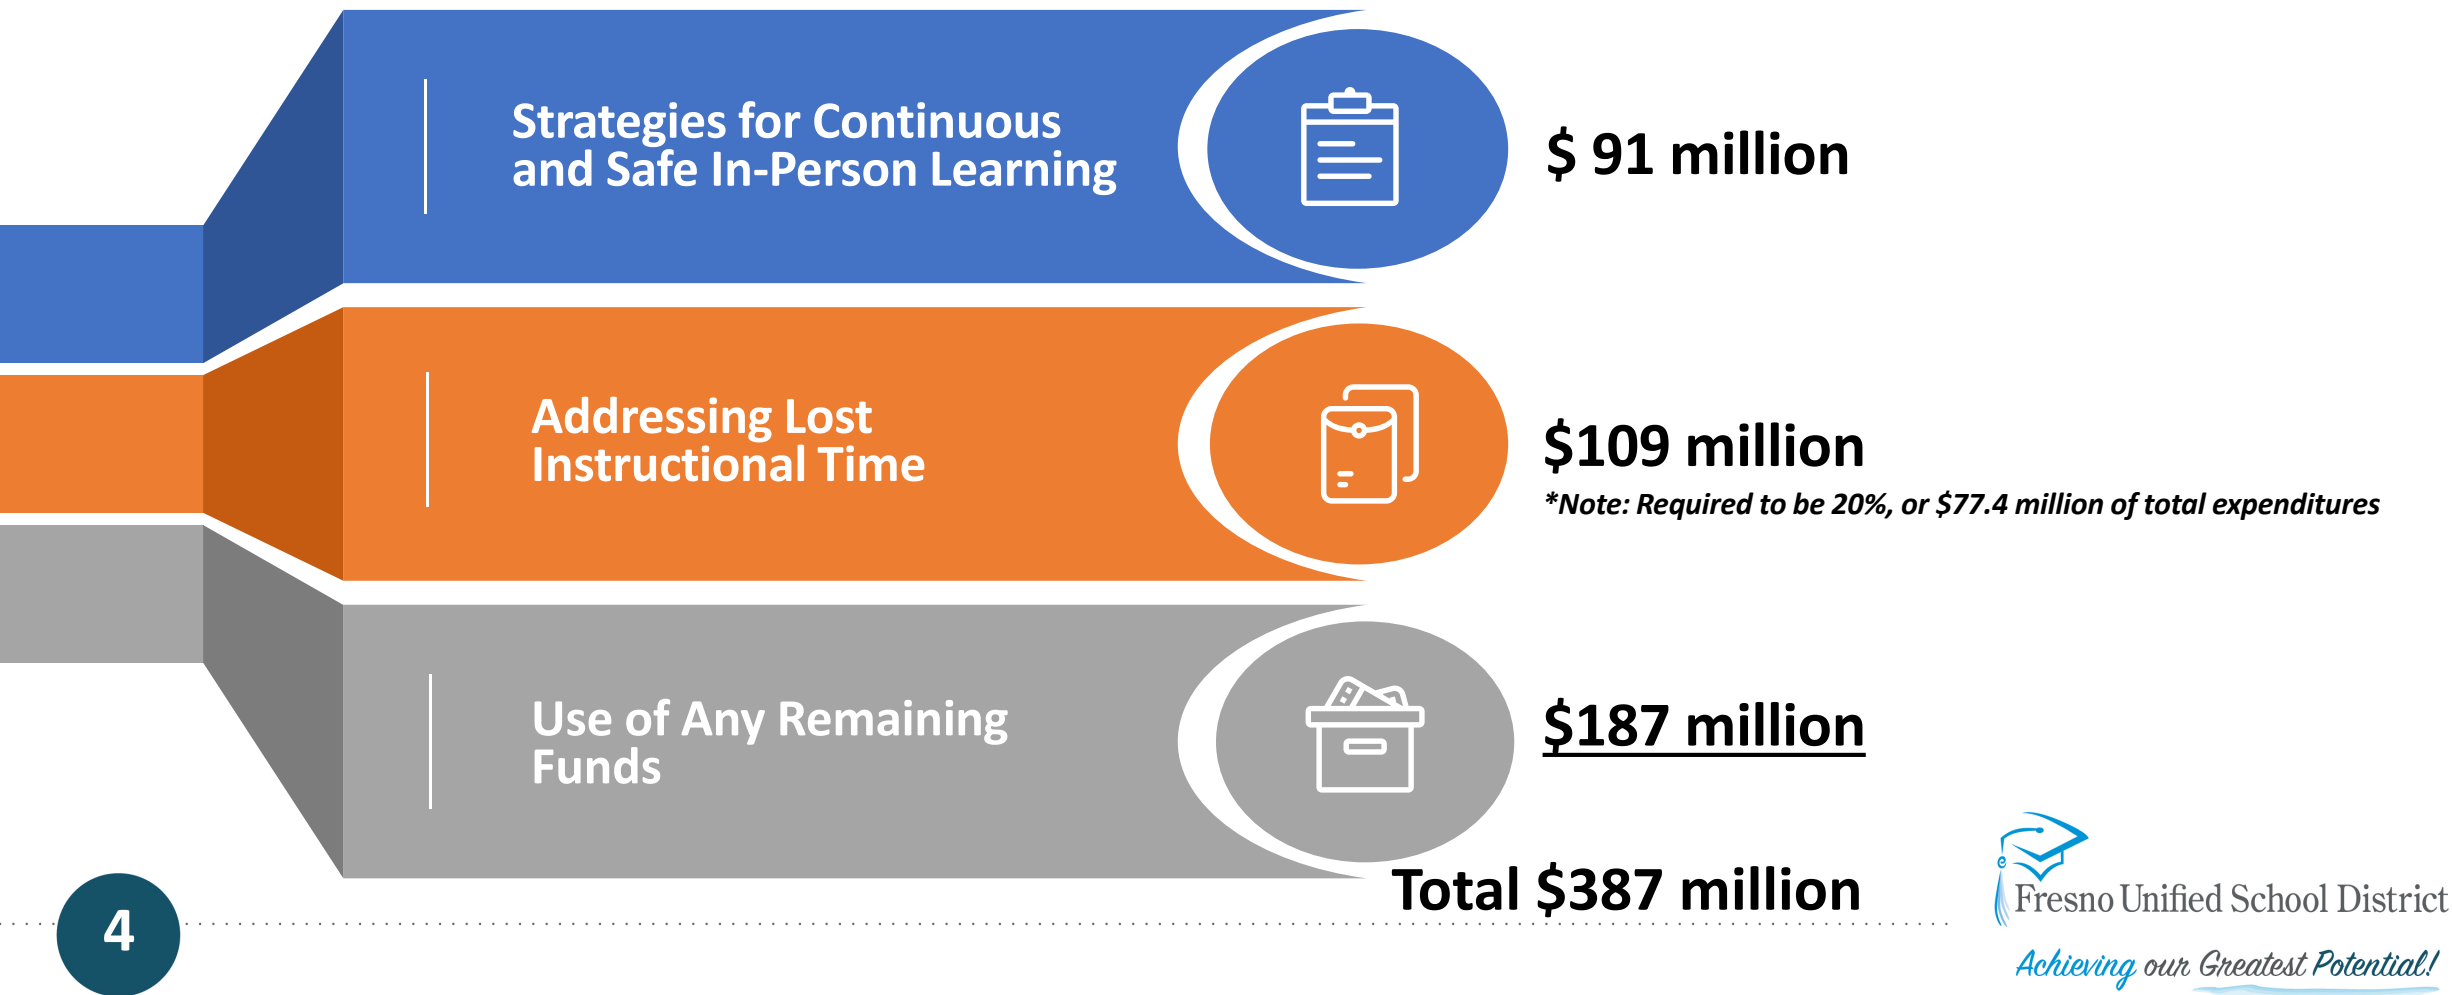 Strategies for Continuous
and Safe In-Person Learning
$ 91 million
Addressing Lost
Instructional Time
$109 million
*Note: Required to be 20%, or $77.4 million of total expenditures
Use of Any Remaining
Funds
$187 million
Total $387 million
4
Fresno Unified School District
Achieving our Greatest Potential!